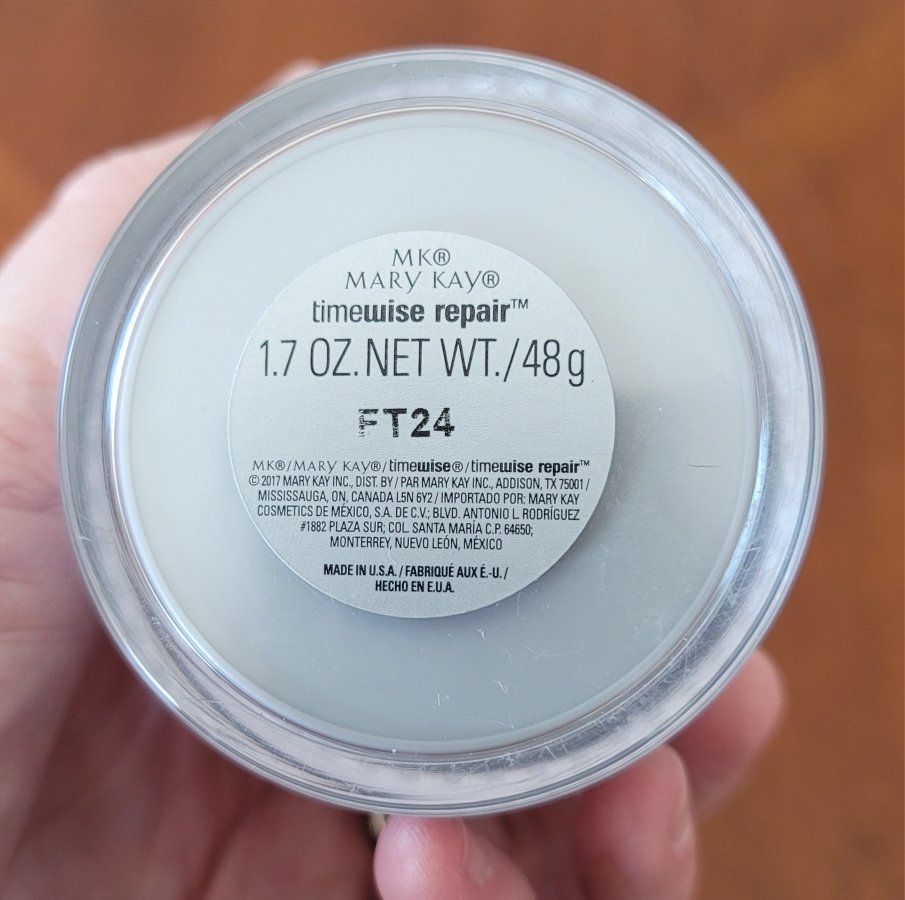 MK®
MARY KAY®
timewise repair™
1.7 OZ. NET WT./48 g
FT24
MK®/MARY KAY®/timewise®/timewise repair™
© 2017 MARY KAY INC., DIST. BY / PAR MARY KAY INC., ADDISON, TX 75001 /
MISSISSAUGA, ON, CANADA L5N 6Y2 / IMPORTADO POR: MARY KAY
COSMETICS DE MÉXICO, S.A. DE C.V.; BLVD. ANTONIO L. RODRÍGUEZ
#1882 PLAZA SUR; COL. SANTA MARÍA C.P. 64650;
MONTERREY, NUEVO LEÓN, MÉXICO
MADE IN U.S.A. / FABRIQUÉ AUX É.-U. /
HECHO EN E.U.A.